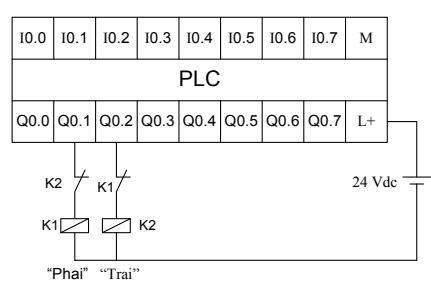 I0.0 I0.1 I0.2 I0.3 I0.4 I0.5 I0.6 I0.7 M
PLC
Q0.0 Q0.1 Q0.2 Q0.3 Q0.4 Q0.5 Q0.6 Q0.7 L+
K2 K1 24 Vdc
K1 K2
"Phai" “Trai”